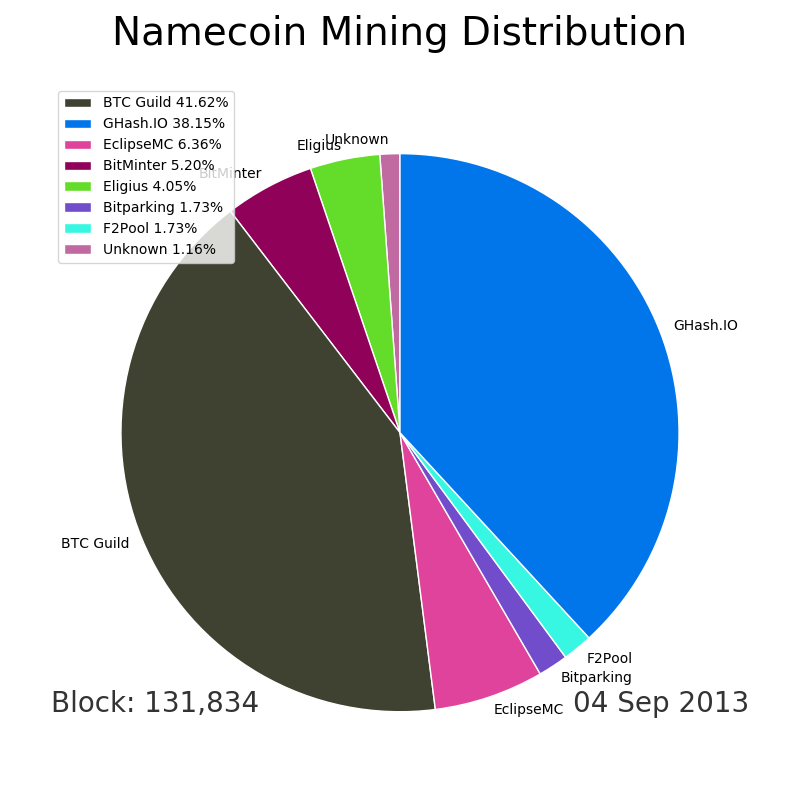 Namecoin Mining Distribution
BTC Guild 41.62%
GHash.IO 38.15%
EclipseMC 6.36%
BitMinter 5.20%
Eligius 4.05%
Bitparking 1.73%
F2Pool 1.73%
Unknown 1.16%
Unknown
Eligius
BitMinter
GHash.IO
BTC Guild
F2Pool
Bitparking
EclipseMC
Block: 131,834
04 Sep 2013